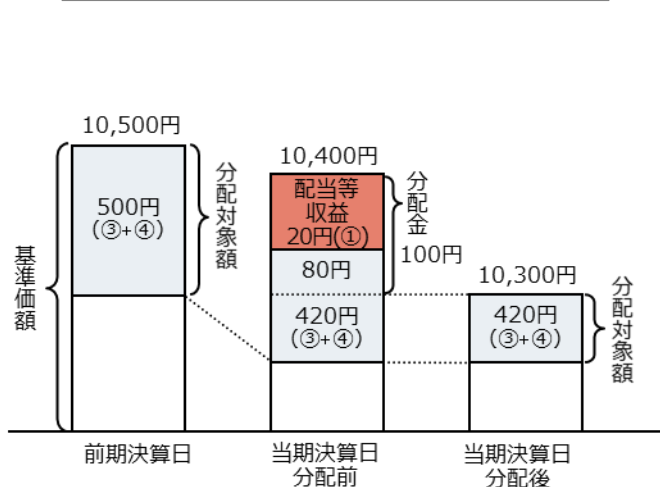 10,500円
500円
(③+④)
分配対象額
基準価額
前期決算日
10,400円
配当等
収益
20円(①)
80円
420円
(③+④)
分配金
100円
当期決算日
分配前
10,300円
420円
(③+④)
分配対象額
当期決算日
分配後